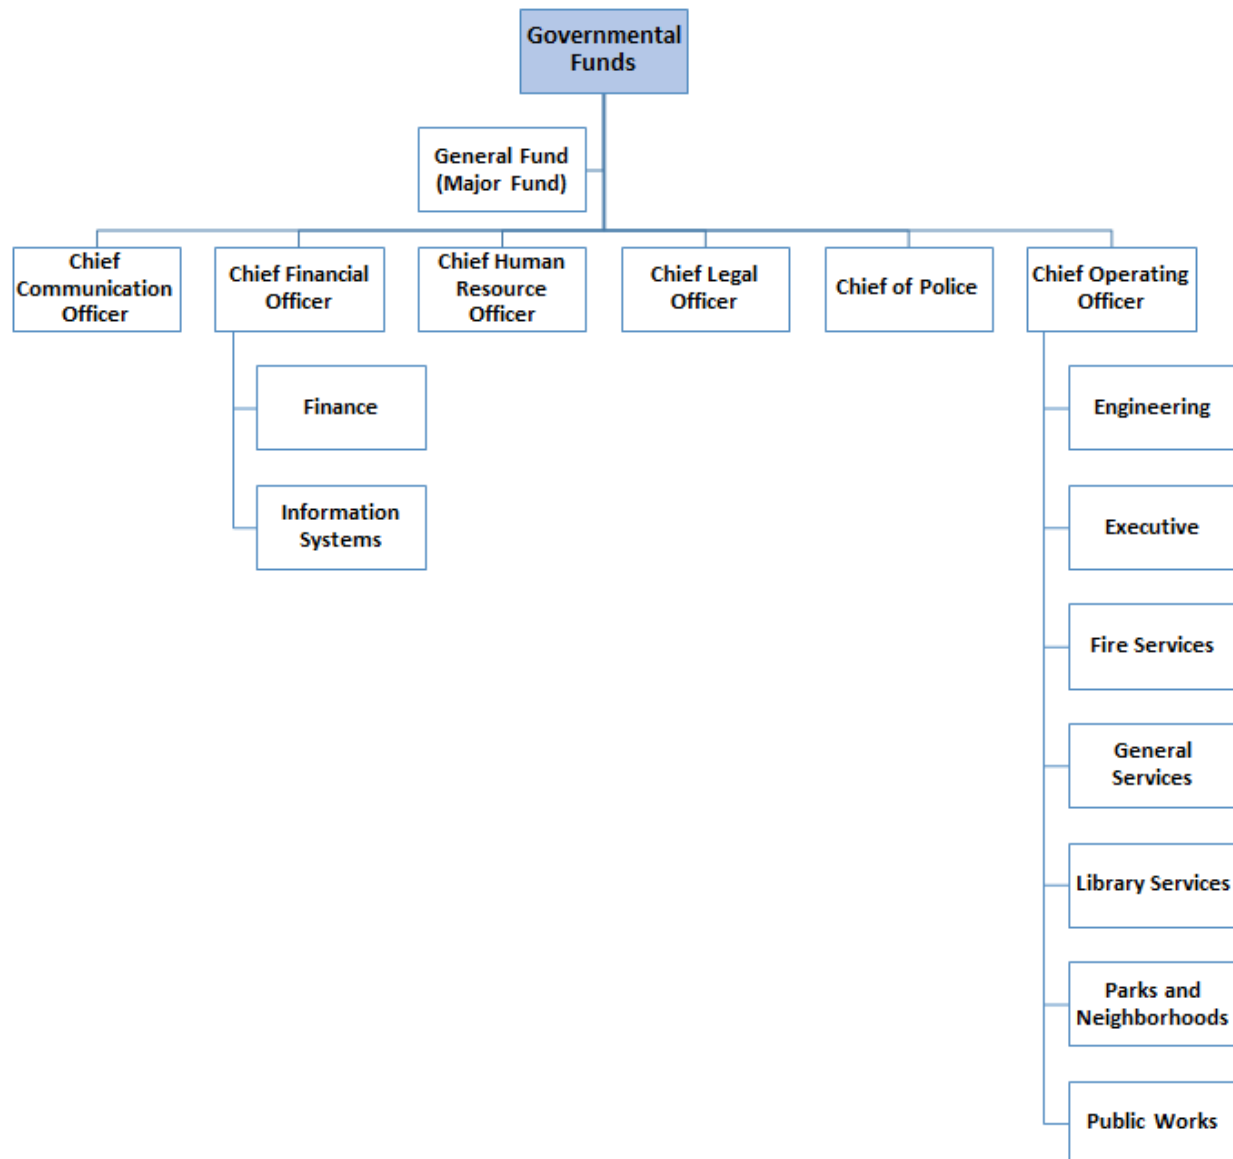 Governmental
Funds
General Fund
(Major Fund)
Chief
Communication
Officer
Chief Financial
Officer
Chief Human
Resource
Officer
Chief Legal
Officer
Chief of Police
Chief Operating
Officer
Finance
Information
Systems
Engineering
Executive
Fire Services
General
Services
Library Services
Parks and
Neighborhoods
Public Works